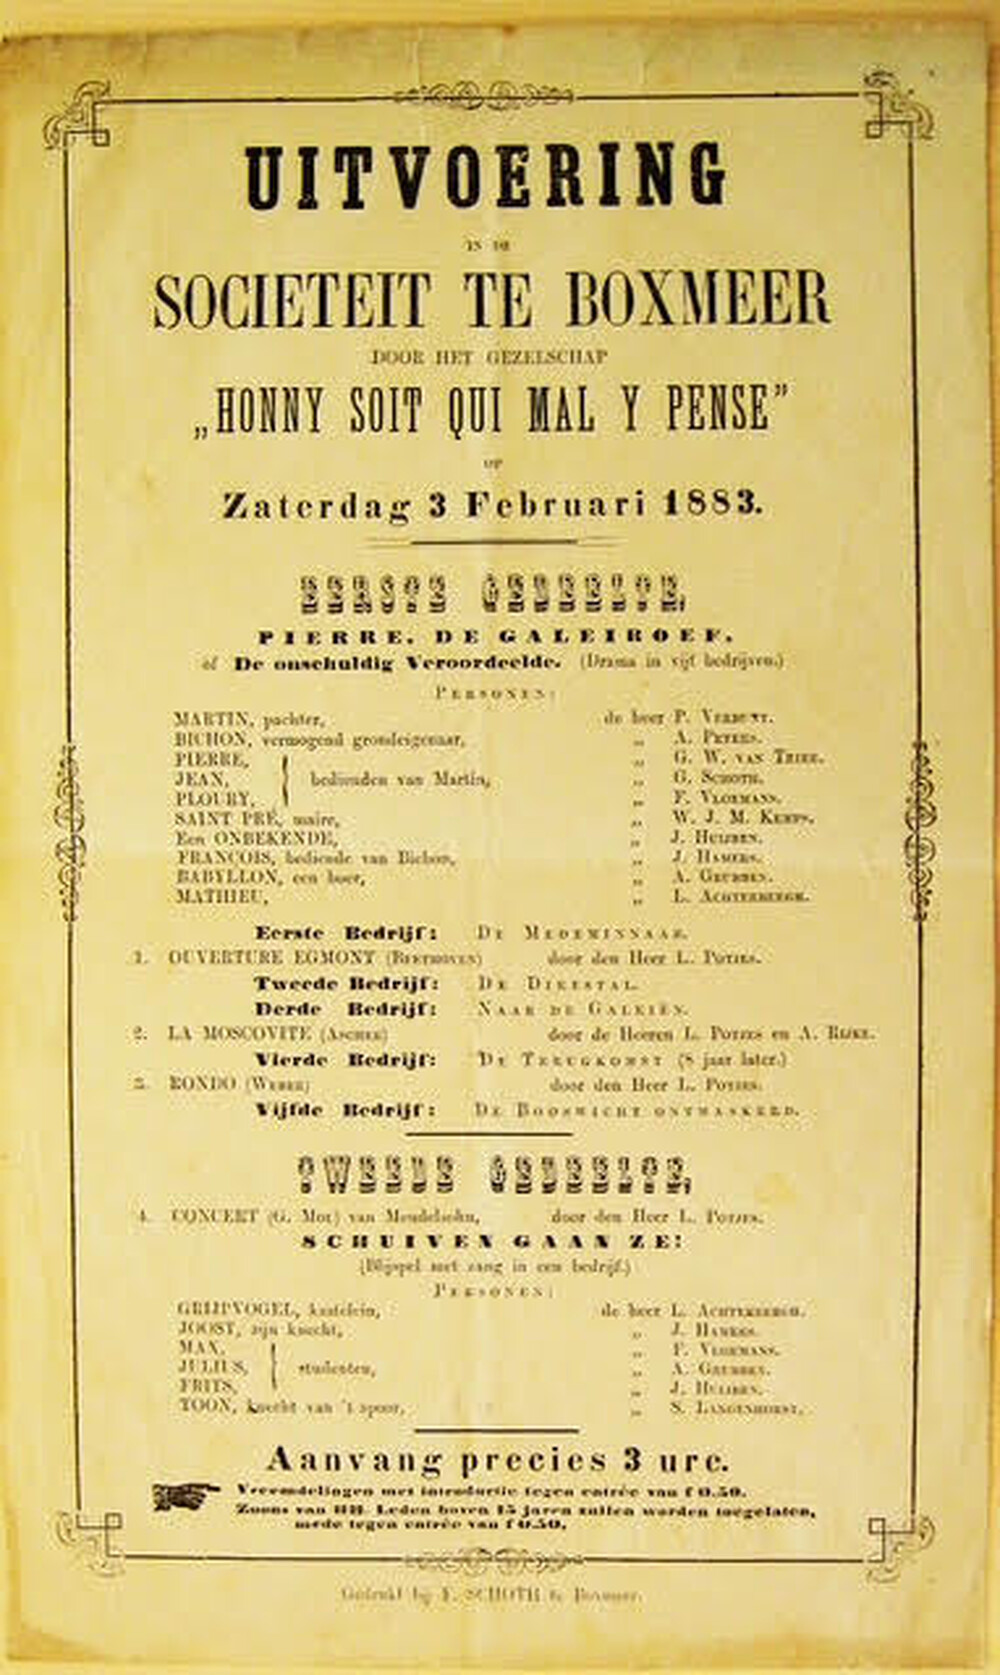 UITVOERING
IN DE
SOCIETEIT TE BOXMEER
DOOR HET GEZELSCHAP
„HONNY SOIT QUI MAL Y PENSE”
OP
Zaterdag 3 Februari 1883.
EERSTE GEDEELTE,
PIERRE, DE GALEIROEF,
of De onschuldig Veroordeelde. (Drama in vijf bedrijven.)
PERSONEN:
MARTIN, pachter, de heer P. VERBUNT.
BICHON, vermogend grondeigenaar, „ A. PETERS.
PIERRE, „ G. W. VAN TRIER.
JEAN, bedienden van Martin, „ G. SCHOTH.
PLOURY, „ F. VLOEMANS.
SAINT PRÉ, maire, „ W. J. M. KEMPS.
Een ONBEKENDE, „ J. HUIJBEN.
FRANCOIS, bediende van Bichon, „ J. HAMERS.
BABYLLON, een boer, „ A. GRUBBEN.
MATHIEU, „ L. ACHTERBERGH.
Eerste Bedrijf: DE MEDEMINNAAR.
1. OUVERTURE EGMONT (BEETHOVEN) door den Heer L. POTJES.
Tweede Bedrijf: DE DIEFSTAL.
Derde Bedrijf: NAAR DE GALEIËN.
2. LA MOSCOVITE (ASCHER) door de Heeren L. POTJES en A. RIJKE.
Vierde Bedrijf: DE TERUGKOMST (8 jaar later.)
3. RONDO (WEBER) door den Heer L. POTJES.
Vijfde Bedrijf: DE BOOSWICHT ONTMASKERD.
TWEEDE GEDEELTE,
4. CONCERT (G. Mol) van Mendelsohn, door den Heer L. POTJES.
SCHUIVEN GAAN ZE!
(Blijspel met zang in een bedrijf.)
PERSONEN:
GRIJPVOGEL, kastelein, de heer L. ACHTERBERGH.
JOOST, zijn knecht, „ J. HAMERS.
MAX, „ F. VLOEMANS.
JULIUS, studenten, „ A. GRUBBEN.
FRITS, „ J. HUIJBEN.
TOON, knecht van 't spoor, „ S. LANGENHORST.
Aanvang precies 3 ure.
Vreemdelingen met introductie tegen entrée van f 0.50.
Zoons van HH. Leden boven 15 jaren zullen worden toegelaten,
mede tegen entrée van f 0.50.
Gedrukt bij F. SCHOTH te Boxmeer.